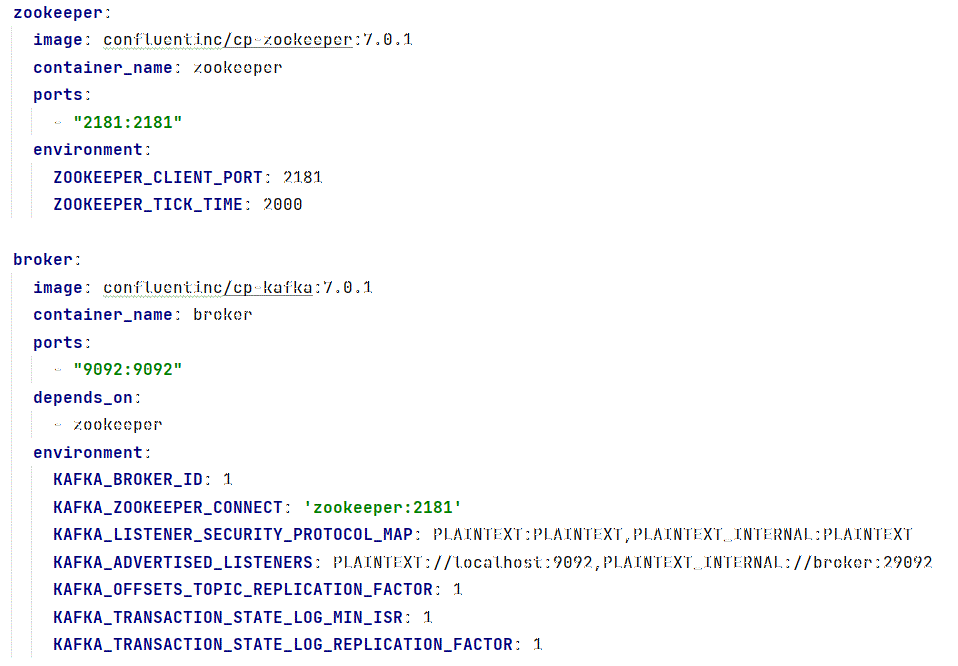 zookeeper:
image: confluentinc/cp-zookeeper:7.0.1
container_name: zookeeper
ports:
- "2181:2181"
environment:
ZOOKEEPER_CLIENT_PORT: 2181
ZOOKEEPER_TICK_TIME: 2000
broker:
image: confluentinc/cp-kafka:7.0.1
container_name: broker
ports:
- "9092:9092"
depends_on:
- zookeeper
environment:
KAFKA_BROKER_ID: 1
KAFKA_ZOOKEEPER_CONNECT: 'zookeeper:2181'
KAFKA_LISTENER_SECURITY_PROTOCOL_MAP: PLAINTEXT:PLAINTEXT,PLAINTEXT_INTERNAL:PLAINTEXT
KAFKA_ADVERTISED_LISTENERS: PLAINTEXT://localhost:9092,PLAINTEXT_INTERNAL://broker:29092
KAFKA_OFFSETS_TOPIC_REPLICATION_FACTOR: 1
KAFKA_TRANSACTION_STATE_LOG_MIN_ISR: 1
KAFKA_TRANSACTION_STATE_LOG_REPLICATION_FACTOR: 1